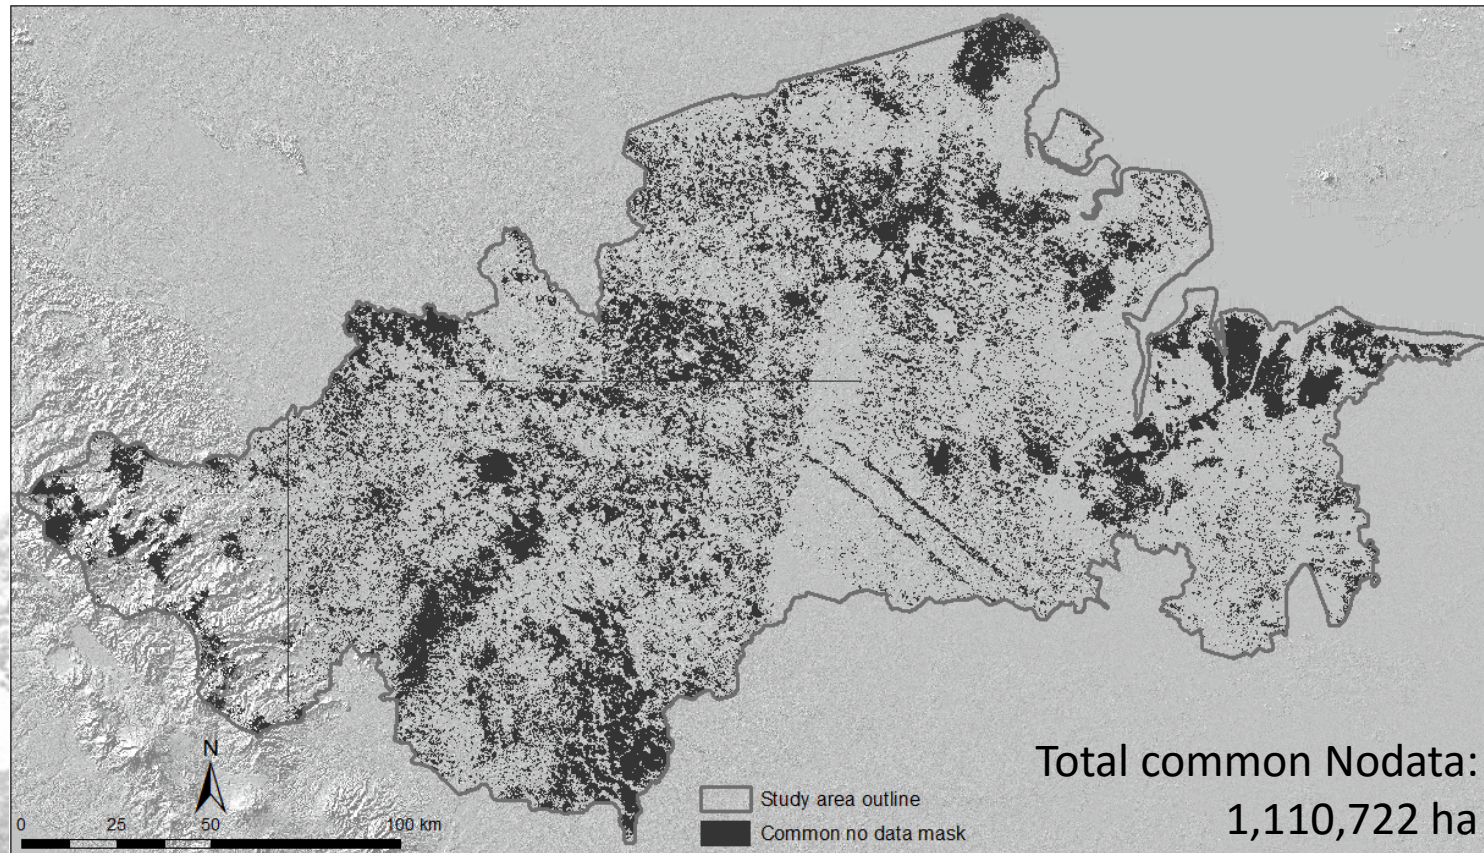 N
0 25 50 100 km
Study area outline
Common no data mask
Total common Nodata:
1,110,722 ha